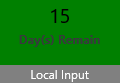 15
Day(s) Remain
Local Input